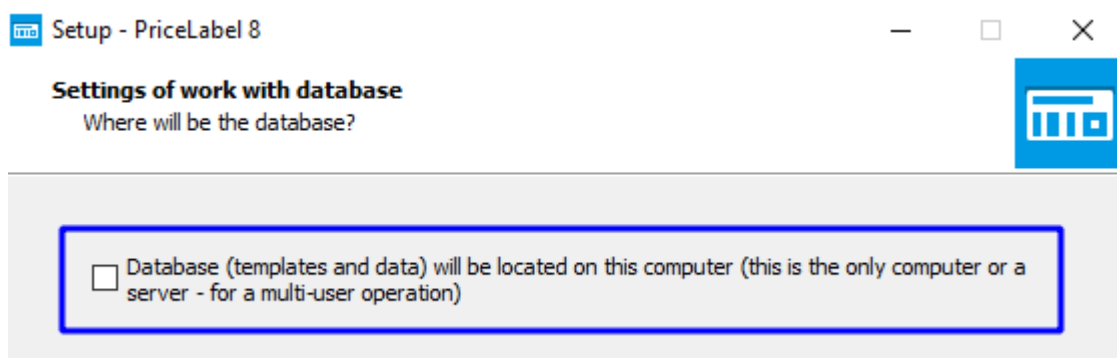 Setup - PriceLabel 8
Settings of work with database
Where will be the database?
Database (templates and data) will be located on this computer (this is the only computer or a
server - for a multi-user operation)